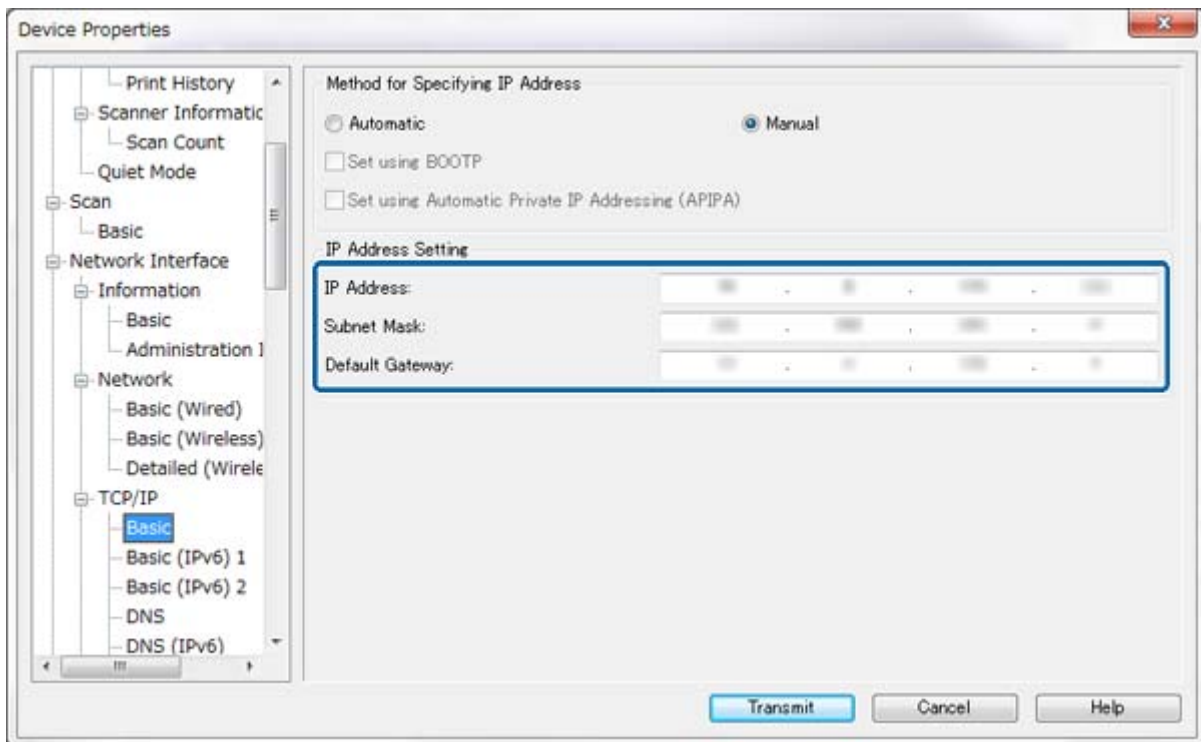 Device Properties
Print History
Scanner Informatic
Scan Count
Quiet Mode
Scan
Basic
Network Interface
Information
Basic
Administration I
Network
Basic (Wired)
Basic (Wireless)
Detailed (Wirele
TCP/IP
Basic
Basic (IPv6) 1
Basic (IPv6) 2
DNS
DNS (IPv6)
Method for Specifying IP Address
Automatic
Manual
Set using BOOTP
Set using Automatic Private IP Addressing (APIPA)
IP Address Setting
IP Address:
Subnet Mask:
Default Gateway:
Transmit
Cancel
Help